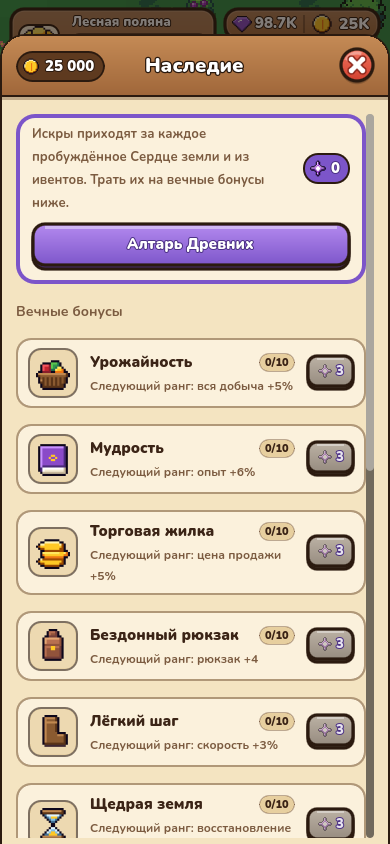 Лесная поляна
98.7K
25K
25 000
Наследие
Искры приходят за каждое
пробуждённое Сердце земли и из
ивентов. Трать их на вечные бонусы
ниже.
0
Алтарь Древних
Вечные бонусы
Урожайность
0/10
3
Следующий ранг: вся добыча +5%
Мудрость
0/10
3
Следующий ранг: опыт +6%
Торговая жилка
0/10
3
Следующий ранг: цена продажи
+5%
Бездонный рюкзак
0/10
3
Следующий ранг: рюкзак +4
Лёгкий шаг
0/10
3
Следующий ранг: скорость +3%
Щедрая земля
0/10
3
Следующий ранг: восстановление